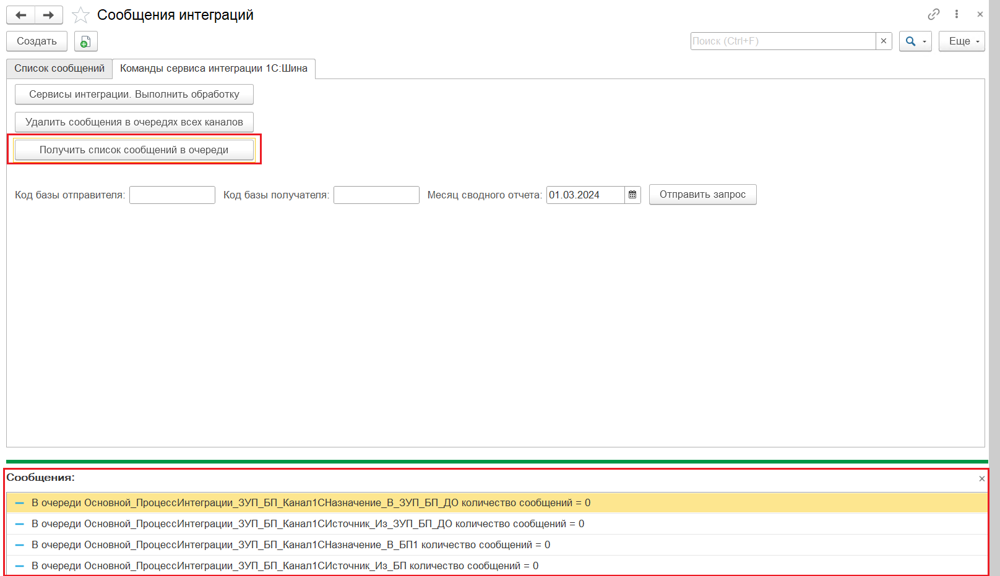 Сообщения интеграций
Создать
Поиск (Ctrl+F)
Еще
Список сообщений
Команды сервиса интеграции 1С:Шина
Сервисы интеграции. Выполнить обработку
Удалить сообщения в очередях всех каналов
Получить список сообщений в очереди
Код базы отправителя:
Код базы получателя:
Месяц сводного отчета: 01.03.2024
Отправить запрос
Сообщения:
В очереди Основной_ПроцессИнтеграции_ЗУП_БП_Канал1СНазначение_В_ЗУП_БП_ДО количество сообщений = 0
В очереди Основной_ПроцессИнтеграции_ЗУП_БП_Канал1СИсточник_Из_ЗУП_БП_ДО количество сообщений = 0
В очереди Основной_ПроцессИнтеграции_ЗУП_БП_Канал1СНазначение_В_БП1 количество сообщений = 0
В очереди Основной_ПроцессИнтеграции_ЗУП_БП_Канал1СИсточник_Из_БП количество сообщений = 0